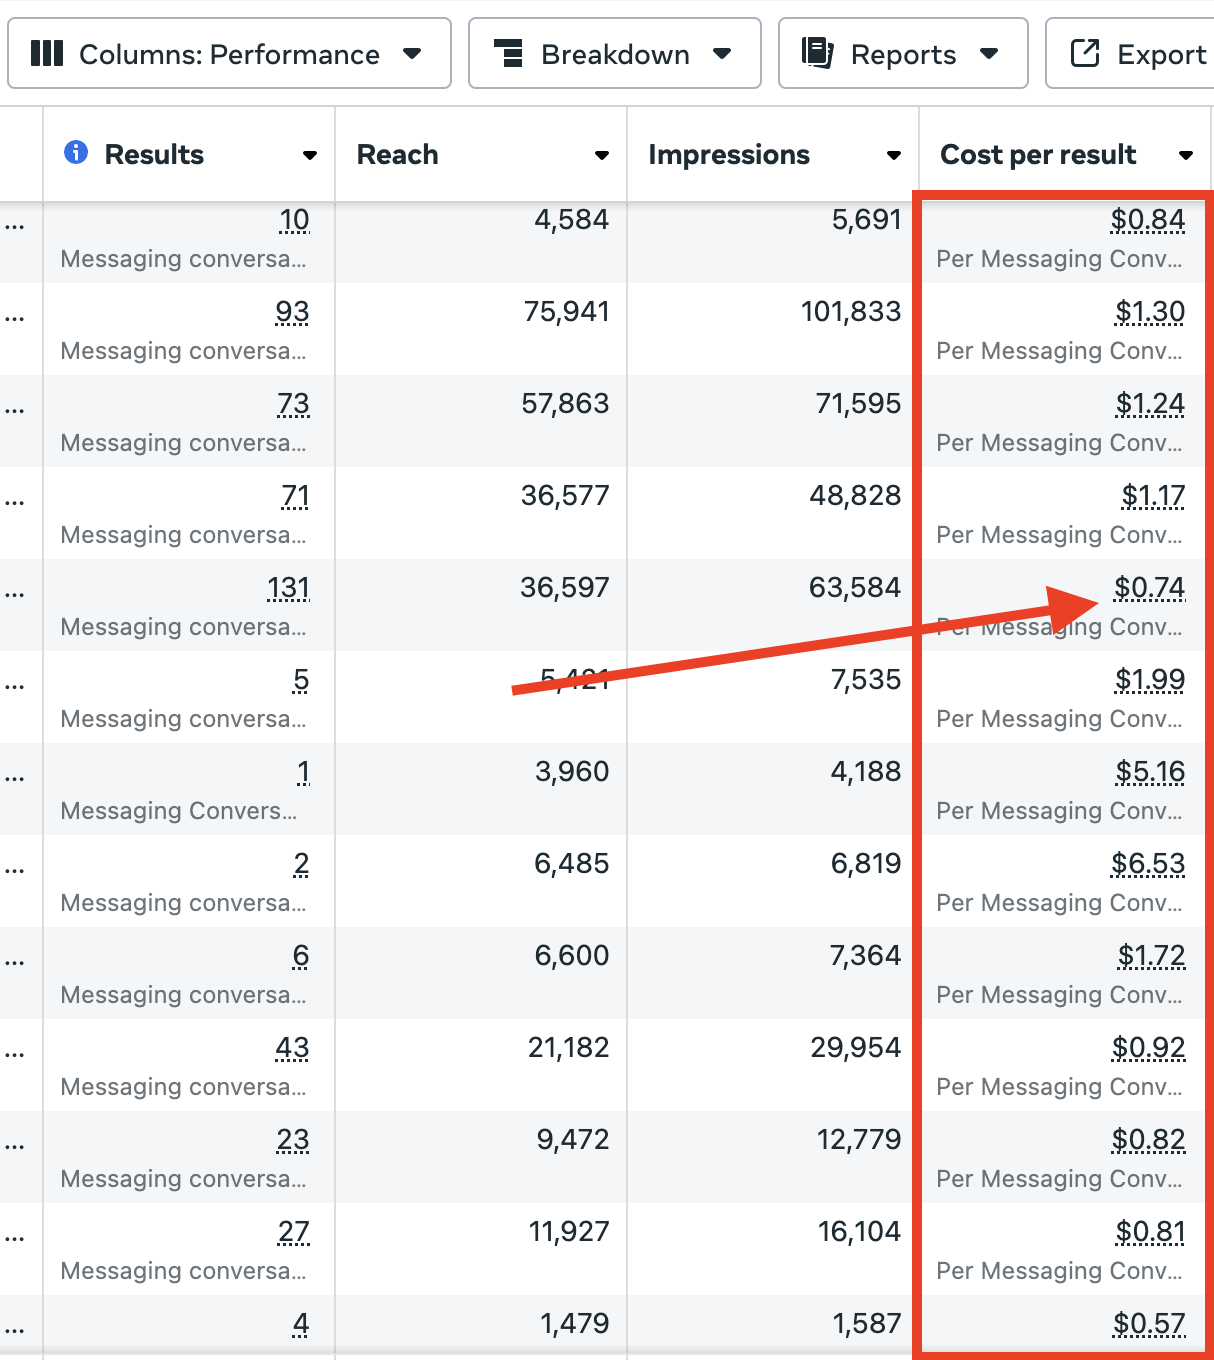 Columns: Performance Breakdown Reports Export
Results Reach Impressions Cost per result
... 10 4,584 5,691 $0.84
Messaging conversa... Per Messaging Conv...
... 93 75,941 101,833 $1.30
Messaging conversa... Per Messaging Conv...
... 73 57,863 71,595 $1.24
Messaging conversa... Per Messaging Conv...
... 71 36,577 48,828 $1.17
Messaging conversa... Per Messaging Conv...
... 131 36,597 63,584 $0.74
Messaging conversa... Per Messaging Conv...
... 5 5,421 7,535 $1.99
Messaging conversa... Per Messaging Conv...
... 1 3,960 4,188 $5.16
Messaging Convers... Per Messaging Conv...
... 2 6,485 6,819 $6.53
Messaging conversa... Per Messaging Conv...
... 6 6,600 7,364 $1.72
Messaging conversa... Per Messaging Conv...
... 43 21,182 29,954 $0.92
Messaging conversa... Per Messaging Conv...
... 23 9,472 12,779 $0.82
Messaging conversa... Per Messaging Conv...
... 27 11,927 16,104 $0.81
Messaging conversa... Per Messaging Conv...
... 4 1,479 1,587 $0.57